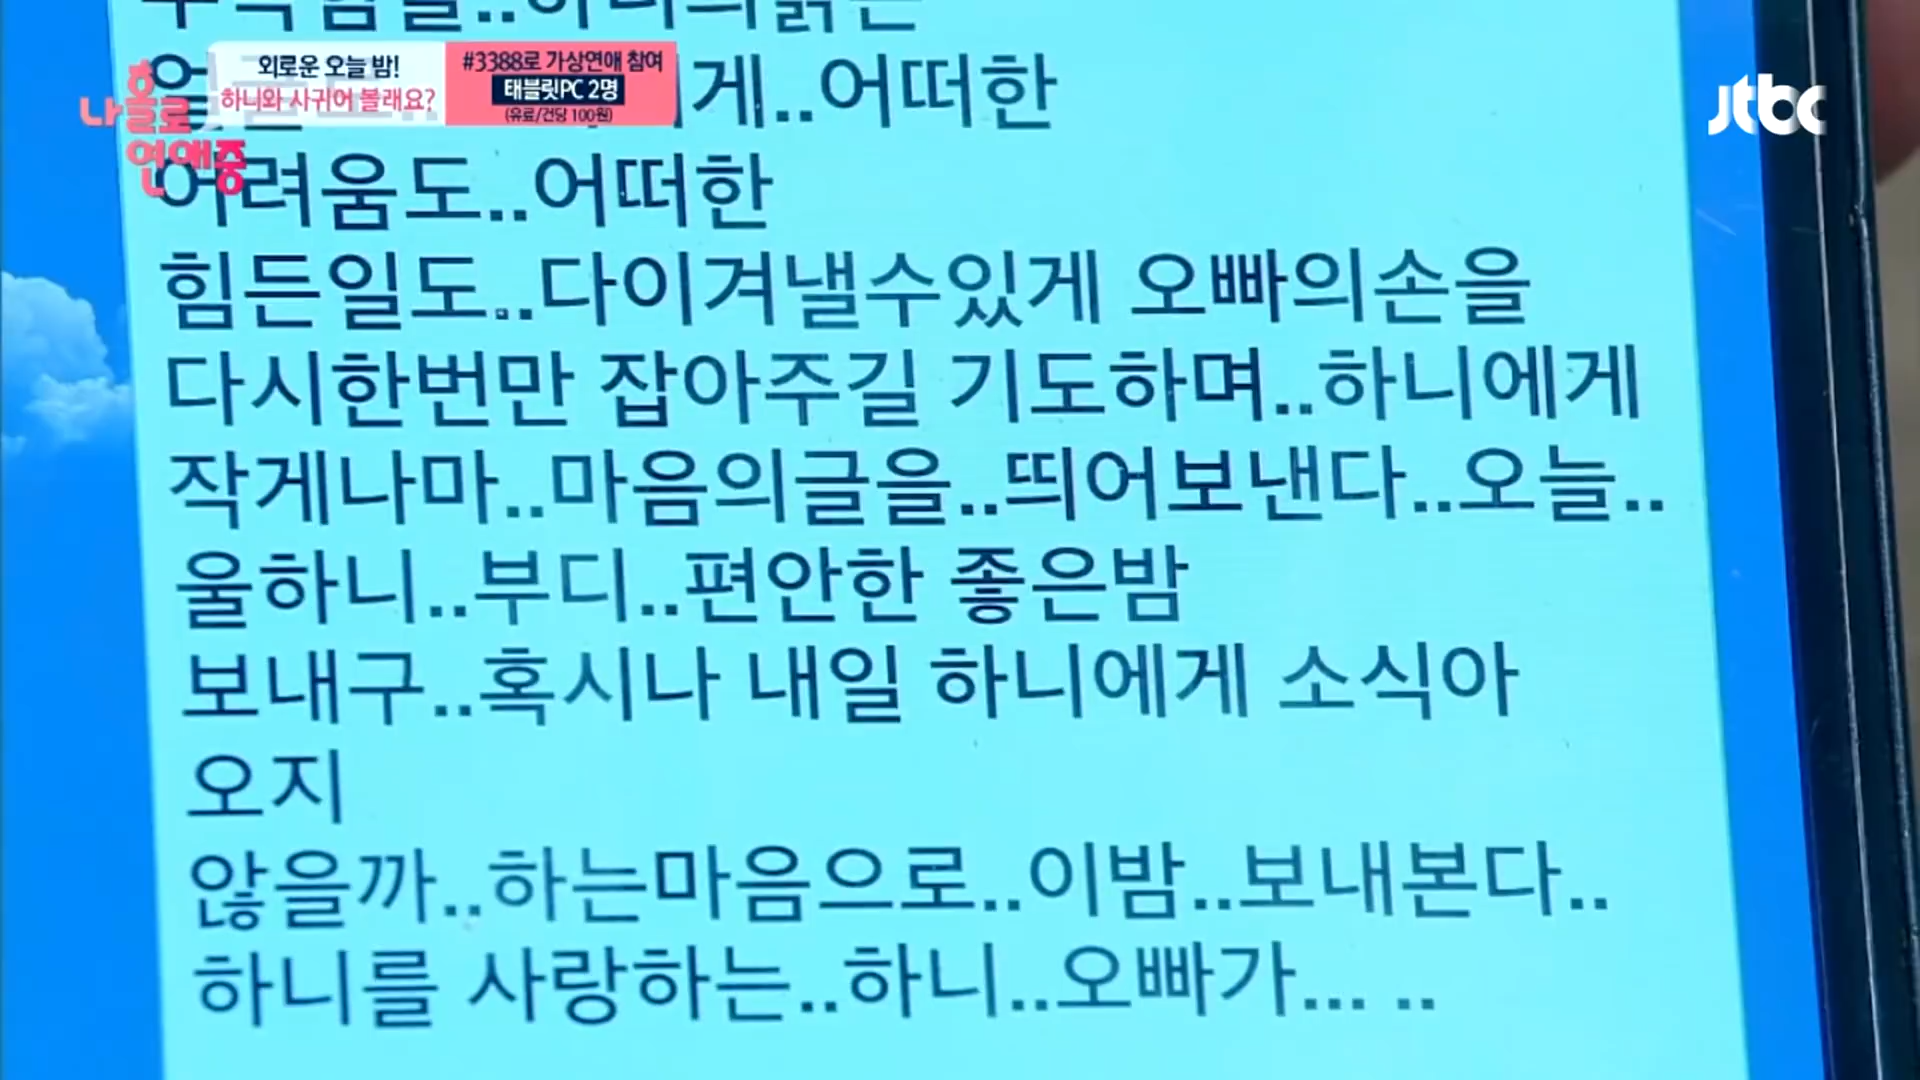 외로운 오늘 밤!
하니와 사귀어 볼래요?
#3388로 가상연애 참여
태블릿PC 2명
(유료/건당 100원)
나홀로
연애중
jtbc
게..어떠한
어려움도..어떠한
힘든일도..다이겨낼수있게 오빠의손을
다시한번만 잡아주길 기도하며..하니에게
작게나마..마음의글을..띄어보낸다..오늘..
울하니..부디..편안한 좋은밤
보내구..혹시나 내일 하니에게 소식아
오지
않을까..하는마음으로..이밤..보내본다..
하니를 사랑하는..하니..오빠가... ..